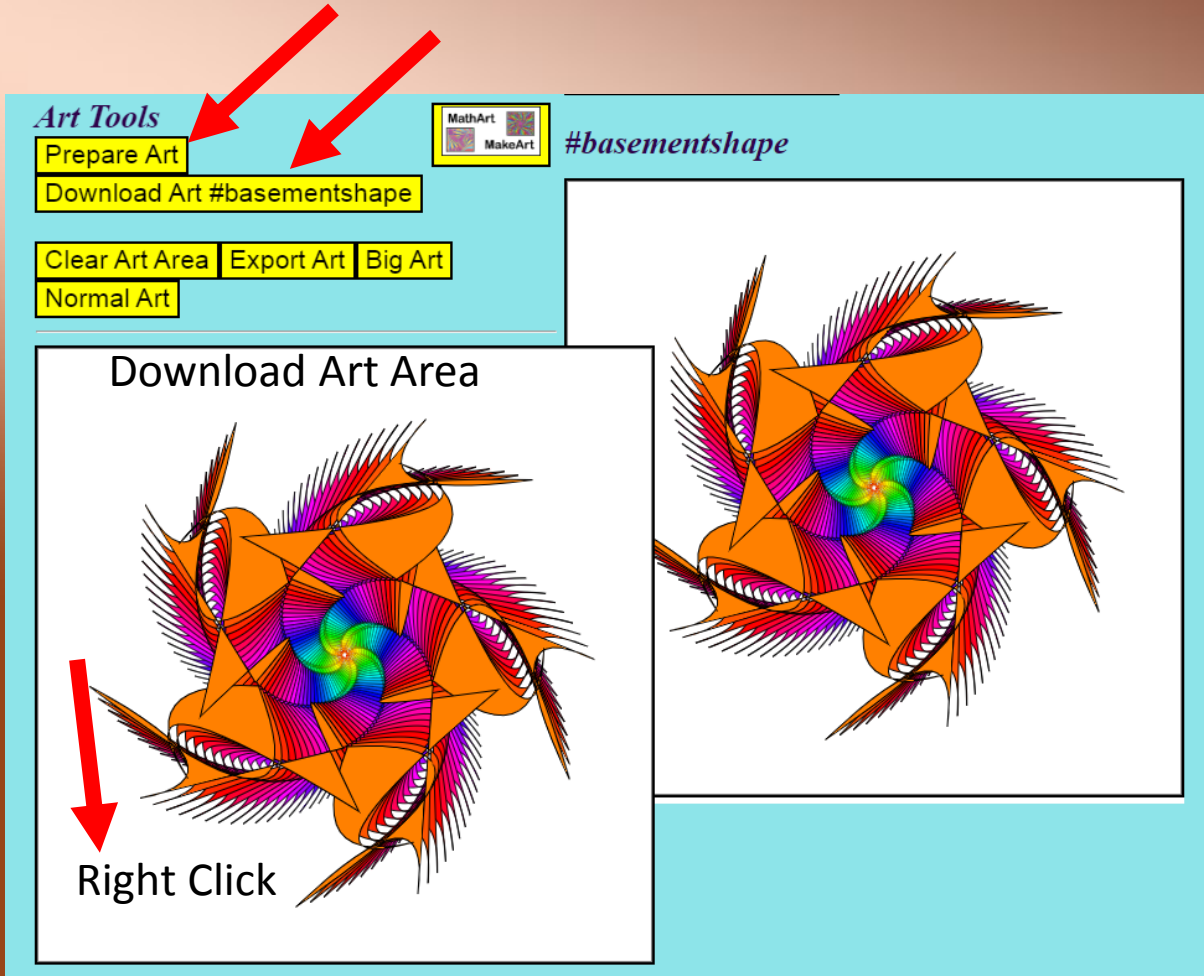 Art Tools
Prepare Art
Download Art #basementshape
MathArt
MakeArt
#basementshape
Clear Art Area Export Art Big Art
Normal Art
Download Art Area
Right Click